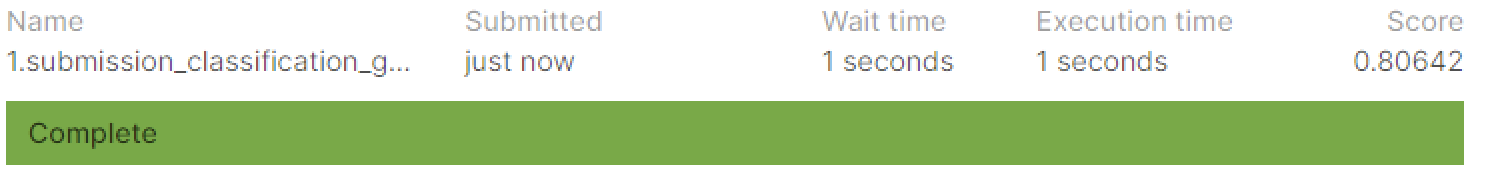 Name Submitted Wait time Execution time Score
1.submission_classification_g... just now 1 seconds 1 seconds 0.80642
Complete